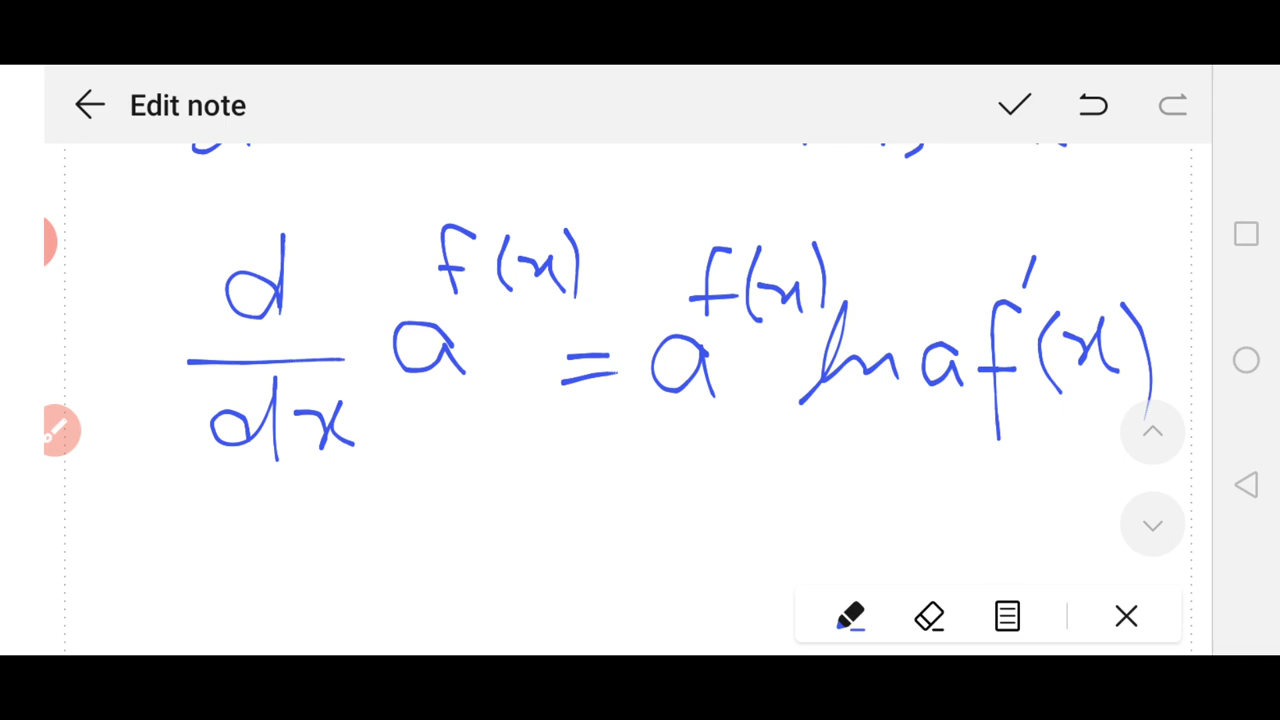 Edit note
d/dx a^f(x) = a^f(x) ln a f'(x)